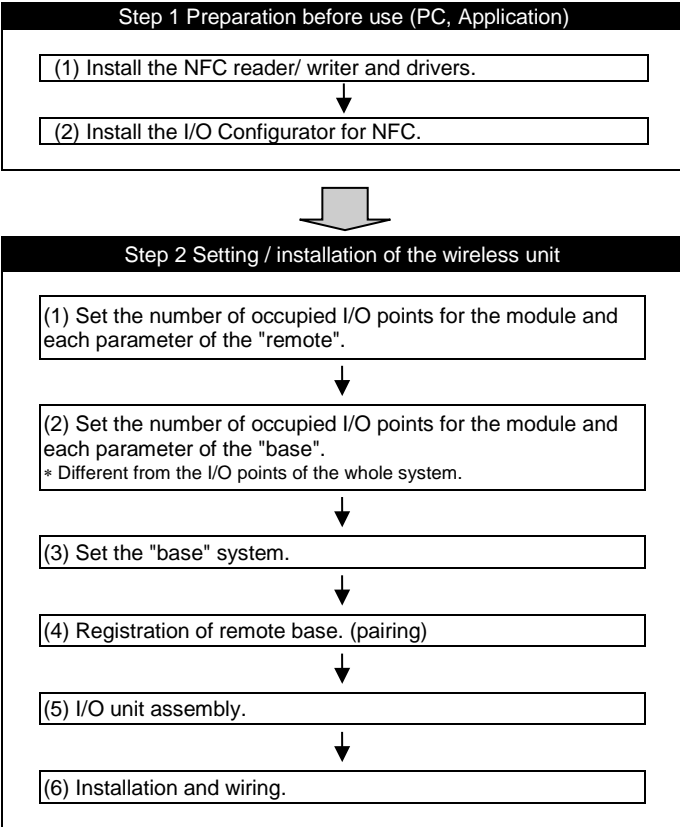 Step 1 Preparation before use (PC, Application)
(1) Install the NFC reader/ writer and drivers.
(2) Install the I/O Configurator for NFC.
Step 2 Setting / installation of the wireless unit
(1) Set the number of occupied I/O points for the module and
each parameter of the "remote".
(2) Set the number of occupied I/O points for the module and
each parameter of the "base".
* Different from the I/O points of the whole system.
(3) Set the "base" system.
(4) Registration of remote base. (pairing)
(5) I/O unit assembly.
(6) Installation and wiring.